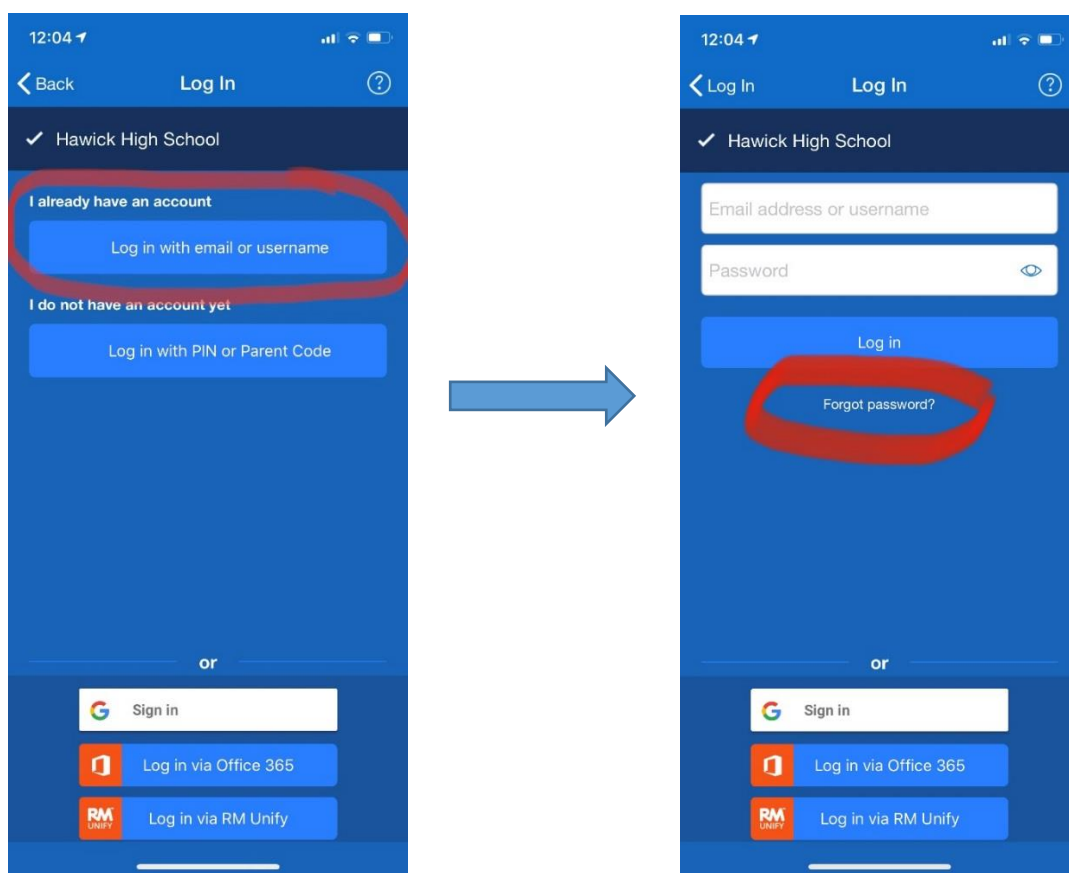 12:04
Back
Log In
?
Hawick High School
I already have an account
Log in with email or username
I do not have an account yet
Log in with PIN or Parent Code
or
G Sign in
Log in via Office 365
RM UNIFY
Log in via RM Unify
12:04
Log In
Log In
?
Hawick High School
Email address or username
Password
Log in
Forgot password?
or
G Sign in
Log in via Office 365
RM UNIFY
Log in via RM Unify